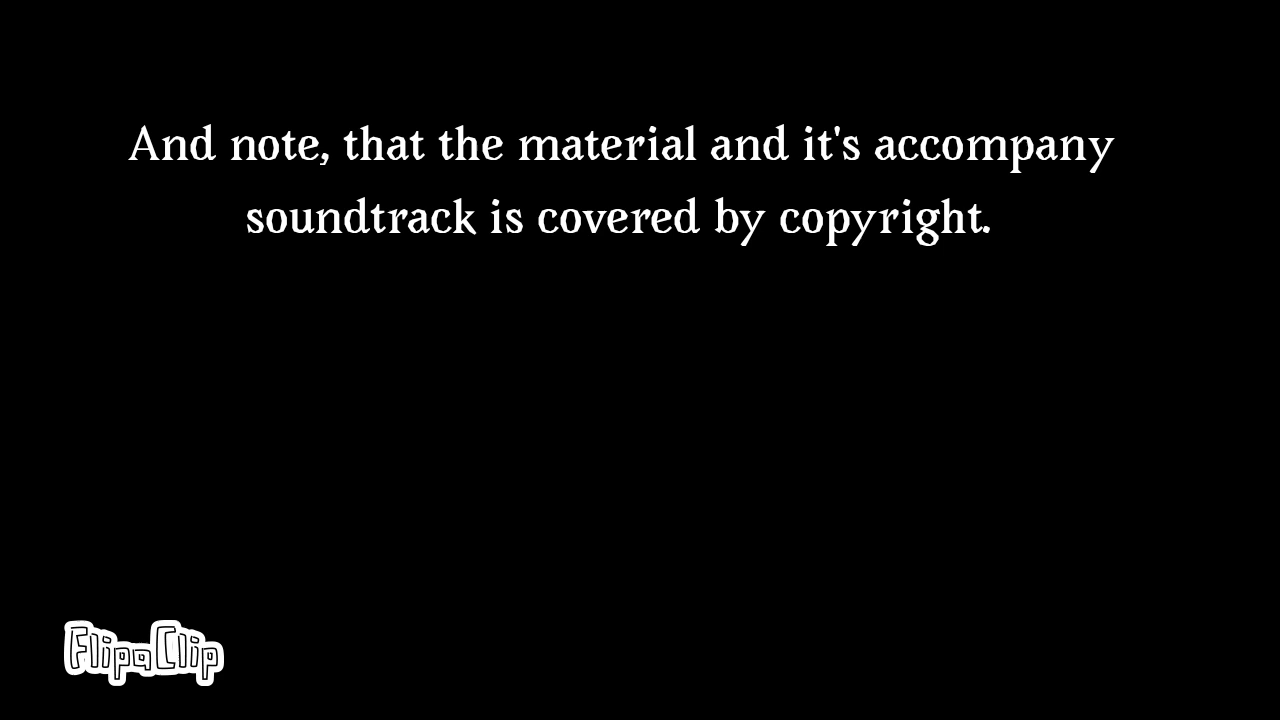 And note, that the material and it's accompany
soundtrack is covered by copyright.
FlipaClip